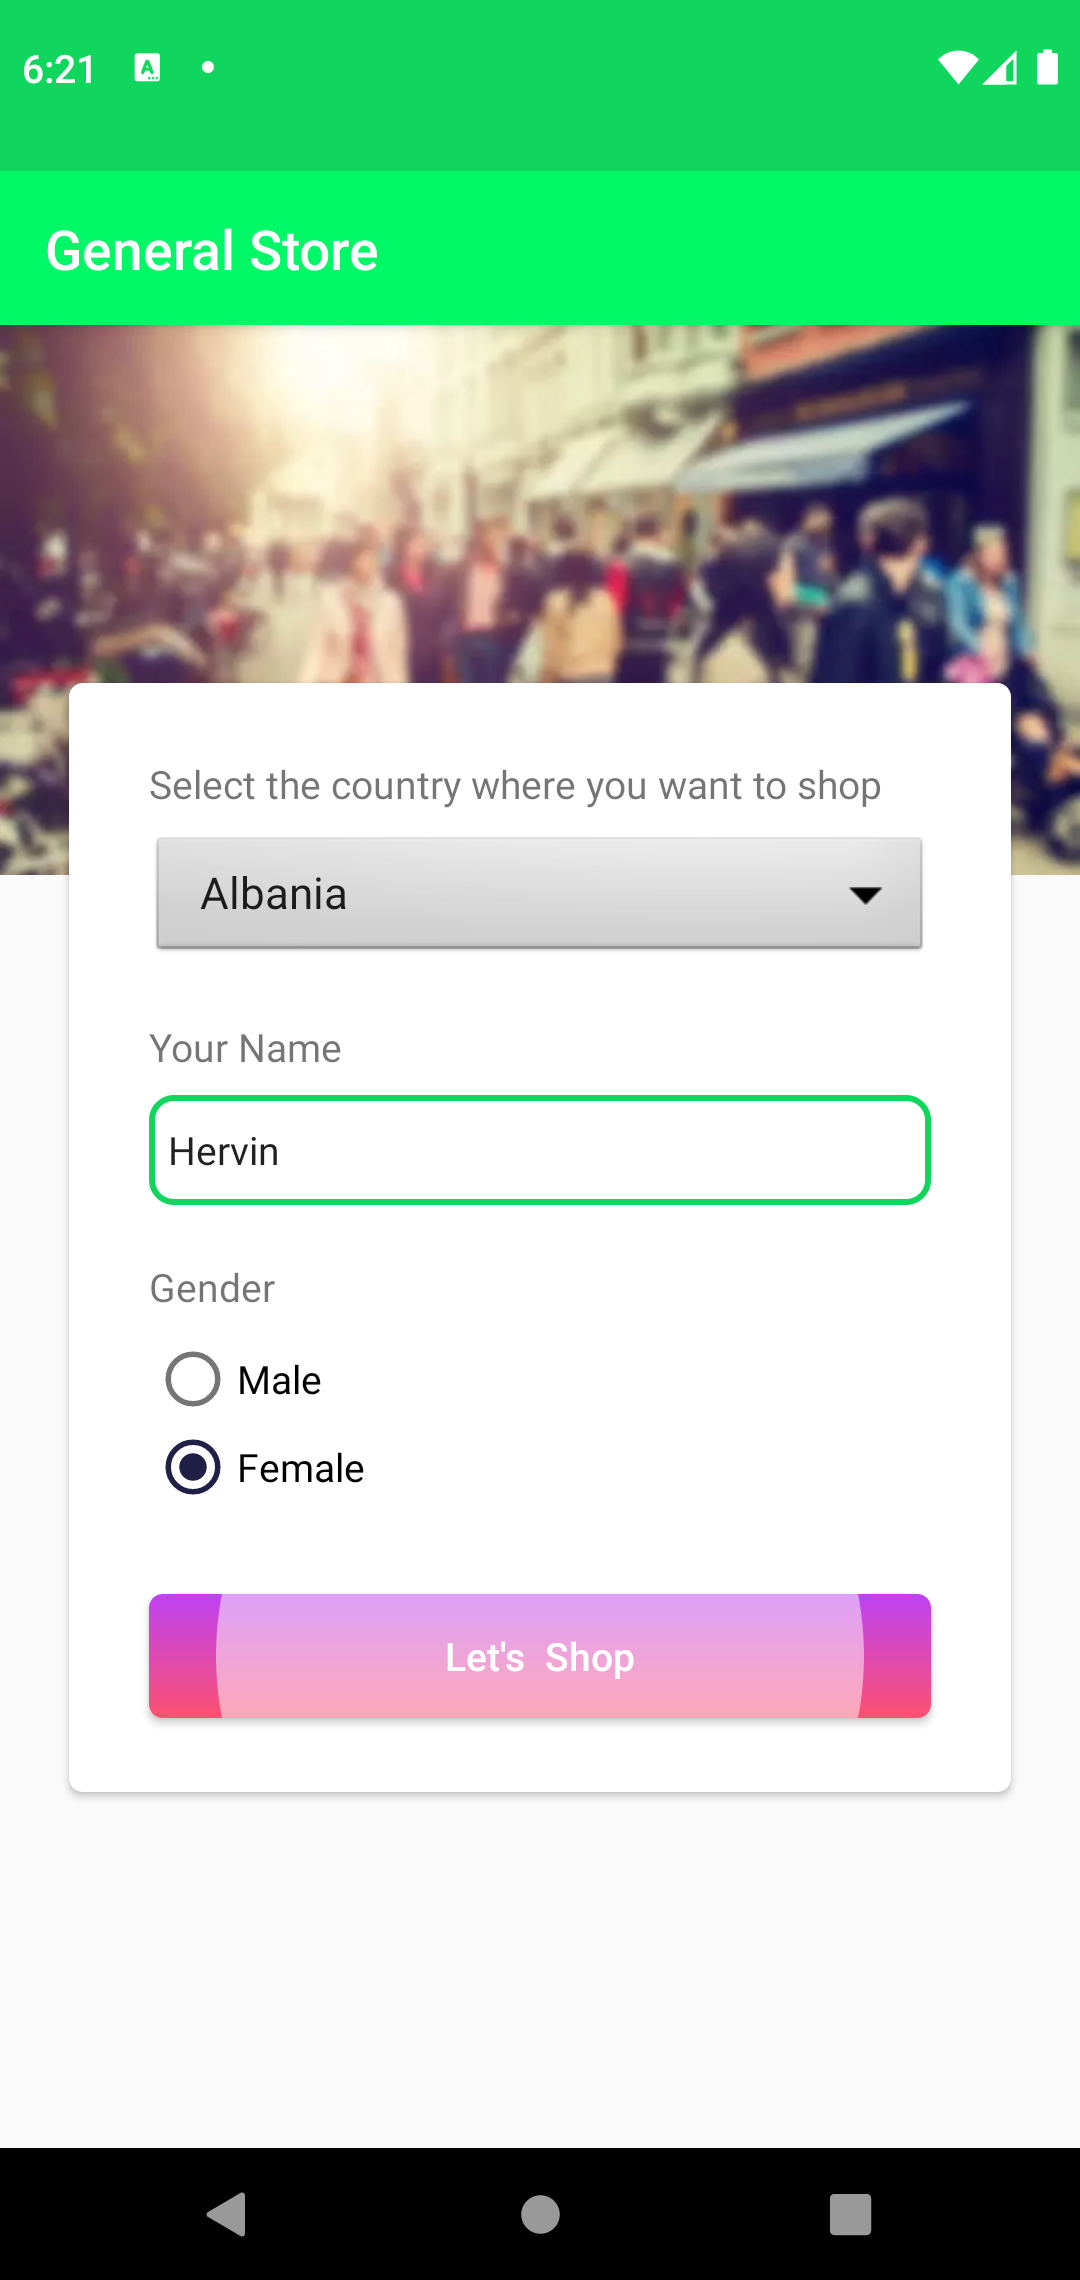 6:21
General Store
Select the country where you want to shop
Albania
Your Name
Hervin
Gender
Male
Female
Let's Shop